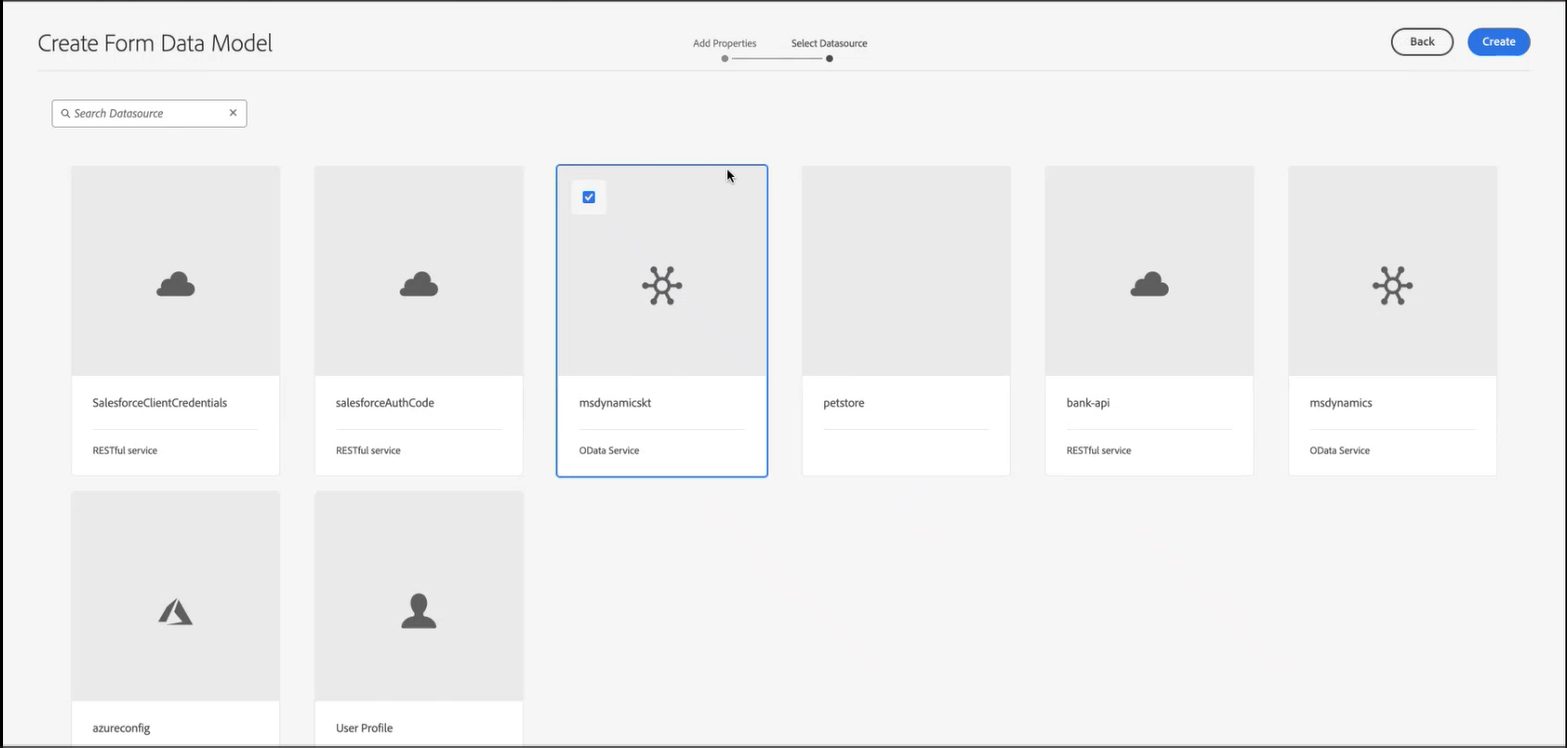 Create Form Data Model
Add Properties
Select Datasource
Back
Create
Search Datasource
SalesforceClientCredentials
RESTful service
salesforceAuthCode
RESTful service
msdynamicskt
OData Service
petstore
bank-api
RESTful service
msdynamics
OData Service
azureconfig
User Profile